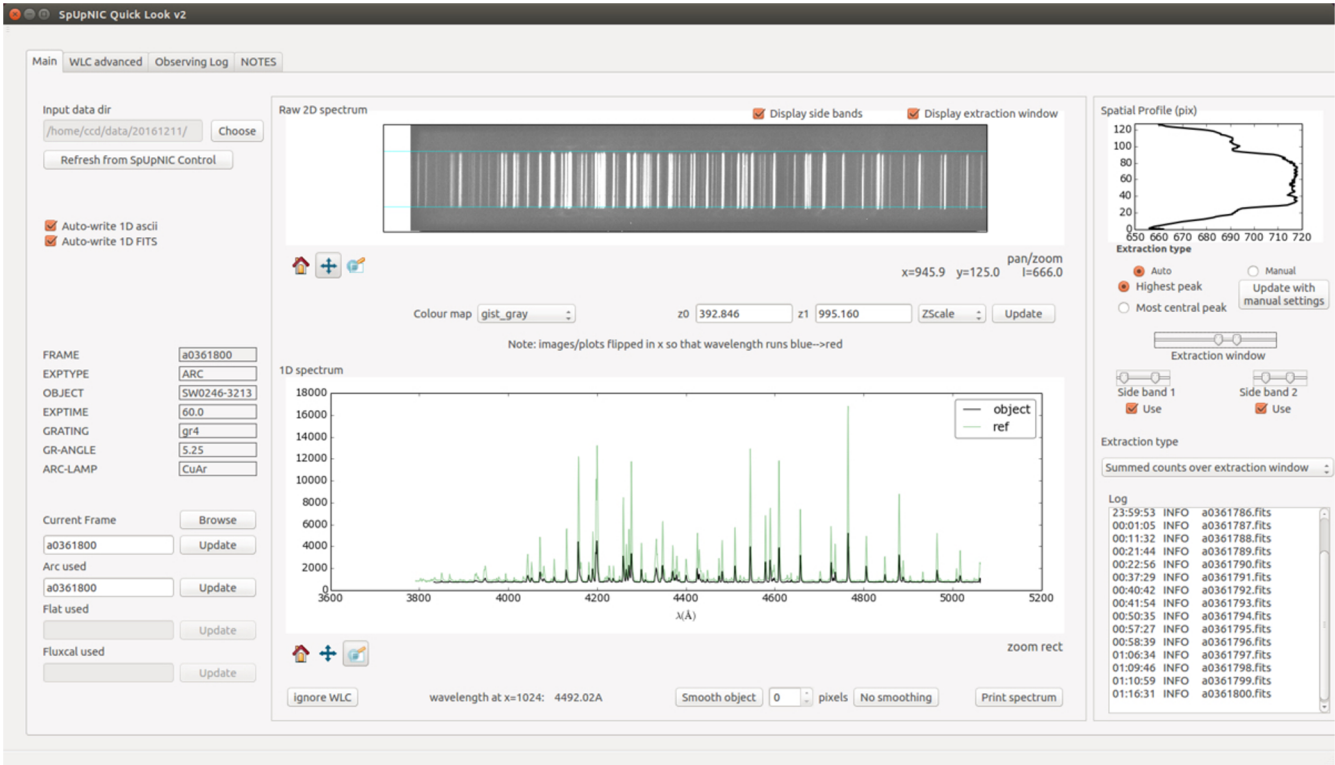 SpUpNIC Quick Look v2
Main WLC advanced Observing Log NOTES
Input data dir
/home/ccd/data/20161211/ Choose
Refresh from SpUpNIC Control
Auto-write 1D ascii
Auto-write 1D FITS
FRAME a0361800
EXPTYPE ARC
OBJECT SW0246-3213
EXPTIME 60.0
GRATING gr4
GR-ANGLE 5.25
ARC-LAMP CuAr
Current Frame Browse
a0361800 Update
Arc used
a0361800 Update
Flat used
Update
Fluxcal used
Update
Raw 2D spectrum
Display side bands Display extraction window
pan/zoom
x=945.9 y=125.0 l=666.0
Colour map gist_gray z0 392.846 z1 995.160 ZScale Update
Note: images/plots flipped in x so that wavelength runs blue-->red
1D spectrum
18000
16000
14000
12000
10000
8000
6000
4000
2000
0
object
ref
3600 3800 4000 4200 4400 4600 4800 5000 5200
λ(Å)
zoom rect
ignore WLC wavelength at x=1024: 4492.02A Smooth object 0 pixels No smoothing Print spectrum
Spatial Profile (pix)
120
100
80
60
40
20
0
650 660 670 680 690 700 710 720
Extraction type
Auto Manual
Highest peak
Most central peak
Update with
manual settings
Extraction window
Side band 1 Side band 2
Use Use
Extraction type
Summed counts over extraction window
Log
23:59:53 INFO a0361786.fits
00:01:05 INFO a0361787.fits
00:11:32 INFO a0361788.fits
00:21:44 INFO a0361789.fits
00:22:56 INFO a0361790.fits
00:37:29 INFO a0361791.fits
00:40:42 INFO a0361792.fits
00:41:54 INFO a0361793.fits
00:50:35 INFO a0361794.fits
00:57:27 INFO a0361795.fits
00:58:39 INFO a0361796.fits
01:06:34 INFO a0361797.fits
01:09:46 INFO a0361798.fits
01:10:59 INFO a0361799.fits
01:16:31 INFO a0361800.fits